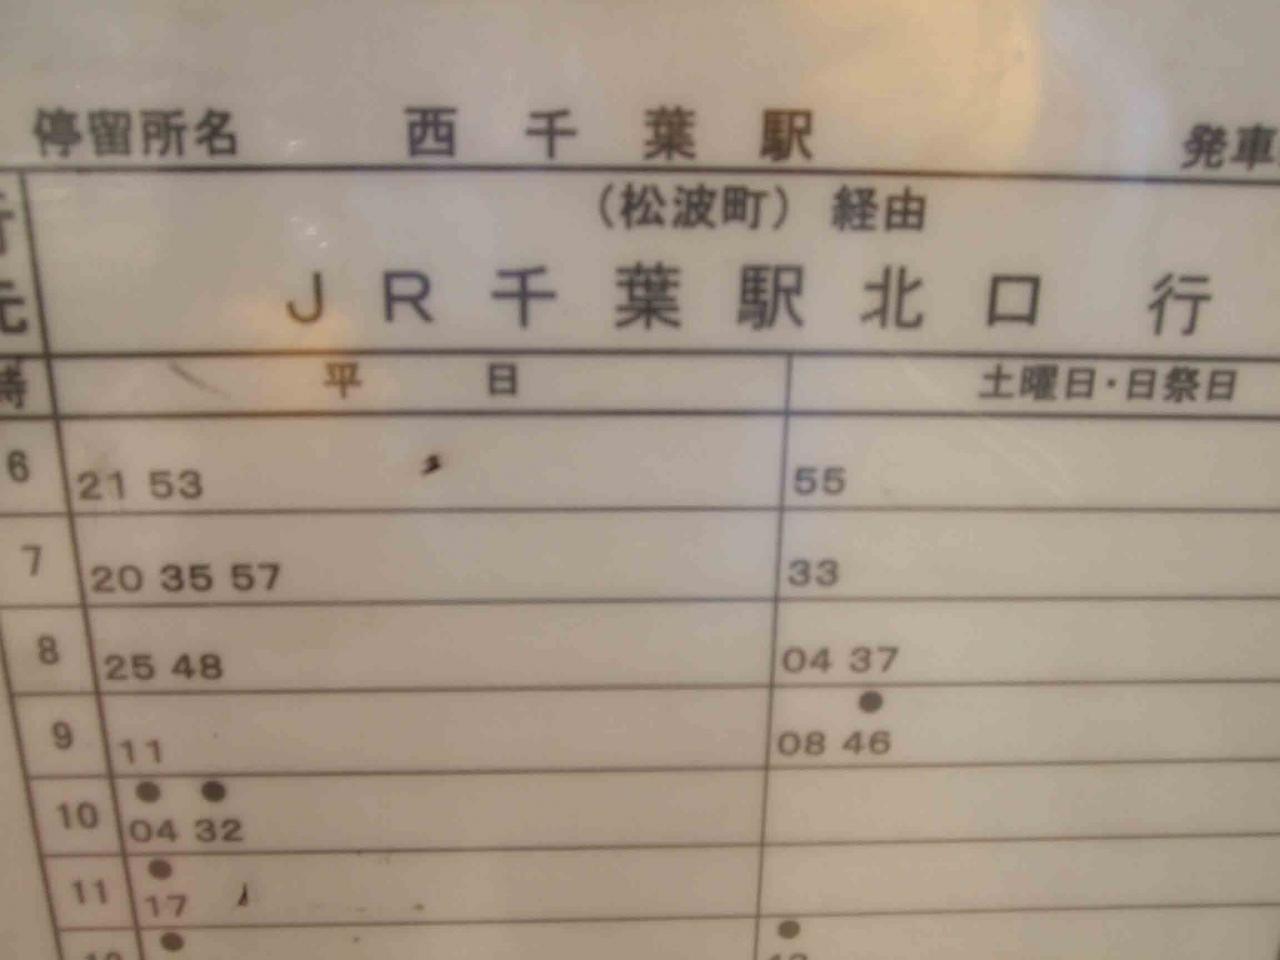 停留所名 西千葉駅 発車
(松波町) 経由
JR千葉駅北口 行
時 平日 土曜日・日祭日
6 21 53 55
7 20 35 57 33
8 25 48 04 37
●
9 11 08 46
● ●
10 04 32
●
11 17
● ●